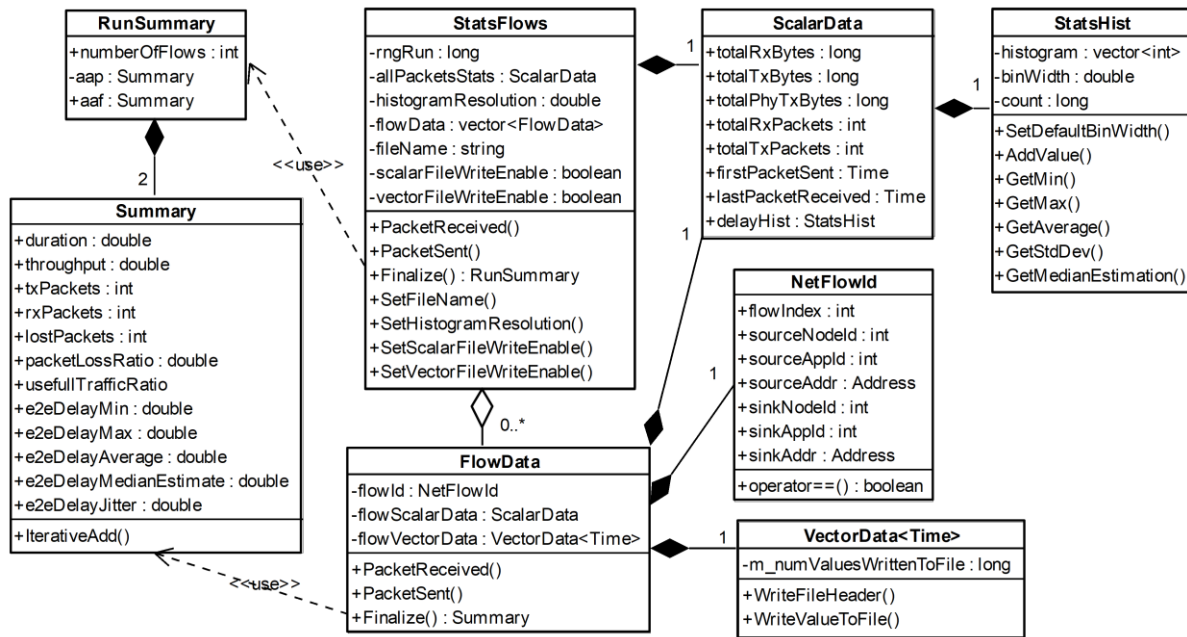 RunSummary
+numberOfFlows : int
-aap : Summary
+aaf : Summary
2
Summary
+duration : double
+throughput : double
+txPackets : int
+rxPackets : int
+lostPackets : int
+packetLossRatio : double
+usefullTrafficRatio
+e2eDelayMin : double
+e2eDelayMax : double
+e2eDelayAverage : double
+e2eDelayMedianEstimate : double
+e2eDelayJitter : double
+IterativeAdd()
<<use>>
<<use>>
StatsFlows
-rngRun : long
-allPacketsStats : ScalarData
-histogramResolution : double
-flowData : vector<FlowData>
-fileName : string
-scalarFileWriteEnable : boolean
-vectorFileWriteEnable : boolean
+PacketReceived()
+PacketSent()
+Finalize() : RunSummary
+SetFileName()
+SetHistogramResolution()
+SetScalarFileWriteEnable()
+SetVectorFileWriteEnable()
0..*
FlowData
-flowId : NetFlowId
-flowScalarData : ScalarData
-flowVectorData : VectorData<Time>
+PacketReceived()
+PacketSent()
+Finalize() : Summary
1
1
1
1
ScalarData
+totalRxBytes : long
+totalTxBytes : long
+totalPhyTxBytes : long
+totalRxPackets : int
+totalTxPackets : int
+firstPacketSent : Time
+lastPacketReceived : Time
+delayHist : StatsHist
1
StatsHist
-histogram : vector<int>
-binWidth : double
-count : long
+SetDefaultBinWidth()
+AddValue()
+GetMin()
+GetMax()
+GetAverage()
+GetStdDev()
+GetMedianEstimation()
NetFlowId
+flowIndex : int
+sourceNodeId : int
+sourceAppId : int
+sourceAddr : Address
+sinkNodeId : int
+sinkAppId : int
+sinkAddr : Address
+operator==() : boolean
VectorData<Time>
-m_numValuesWrittenToFile : long
+WriteFileHeader()
+WriteValueToFile()